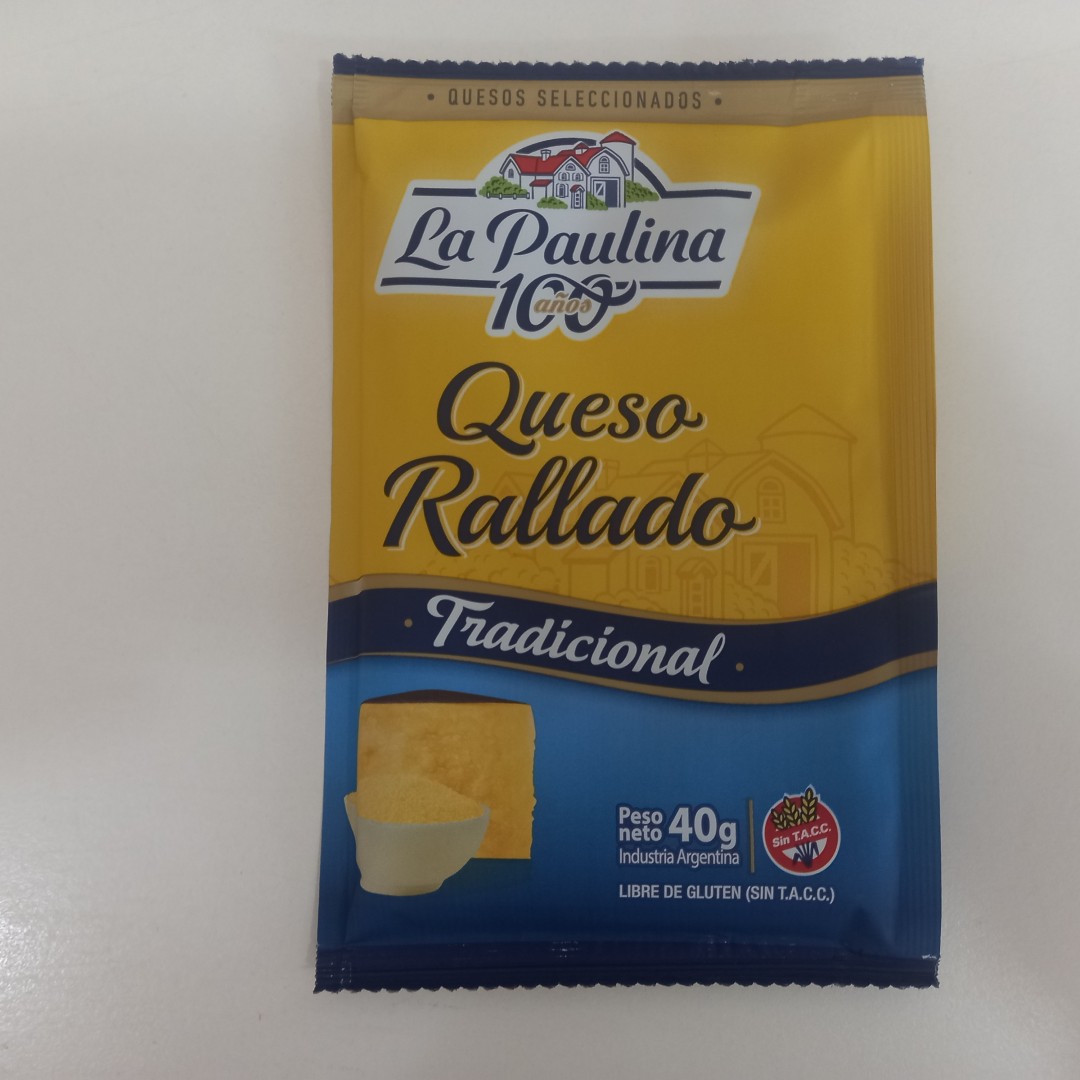 • QUESOS SELECCIONADOS •
La Paulina
100
años
Queso
Rallado
• Tradicional •
Peso
neto 40g
Industria Argentina
Sin T.A.C.C.
LIBRE DE GLUTEN (SIN T.A.C.C.)